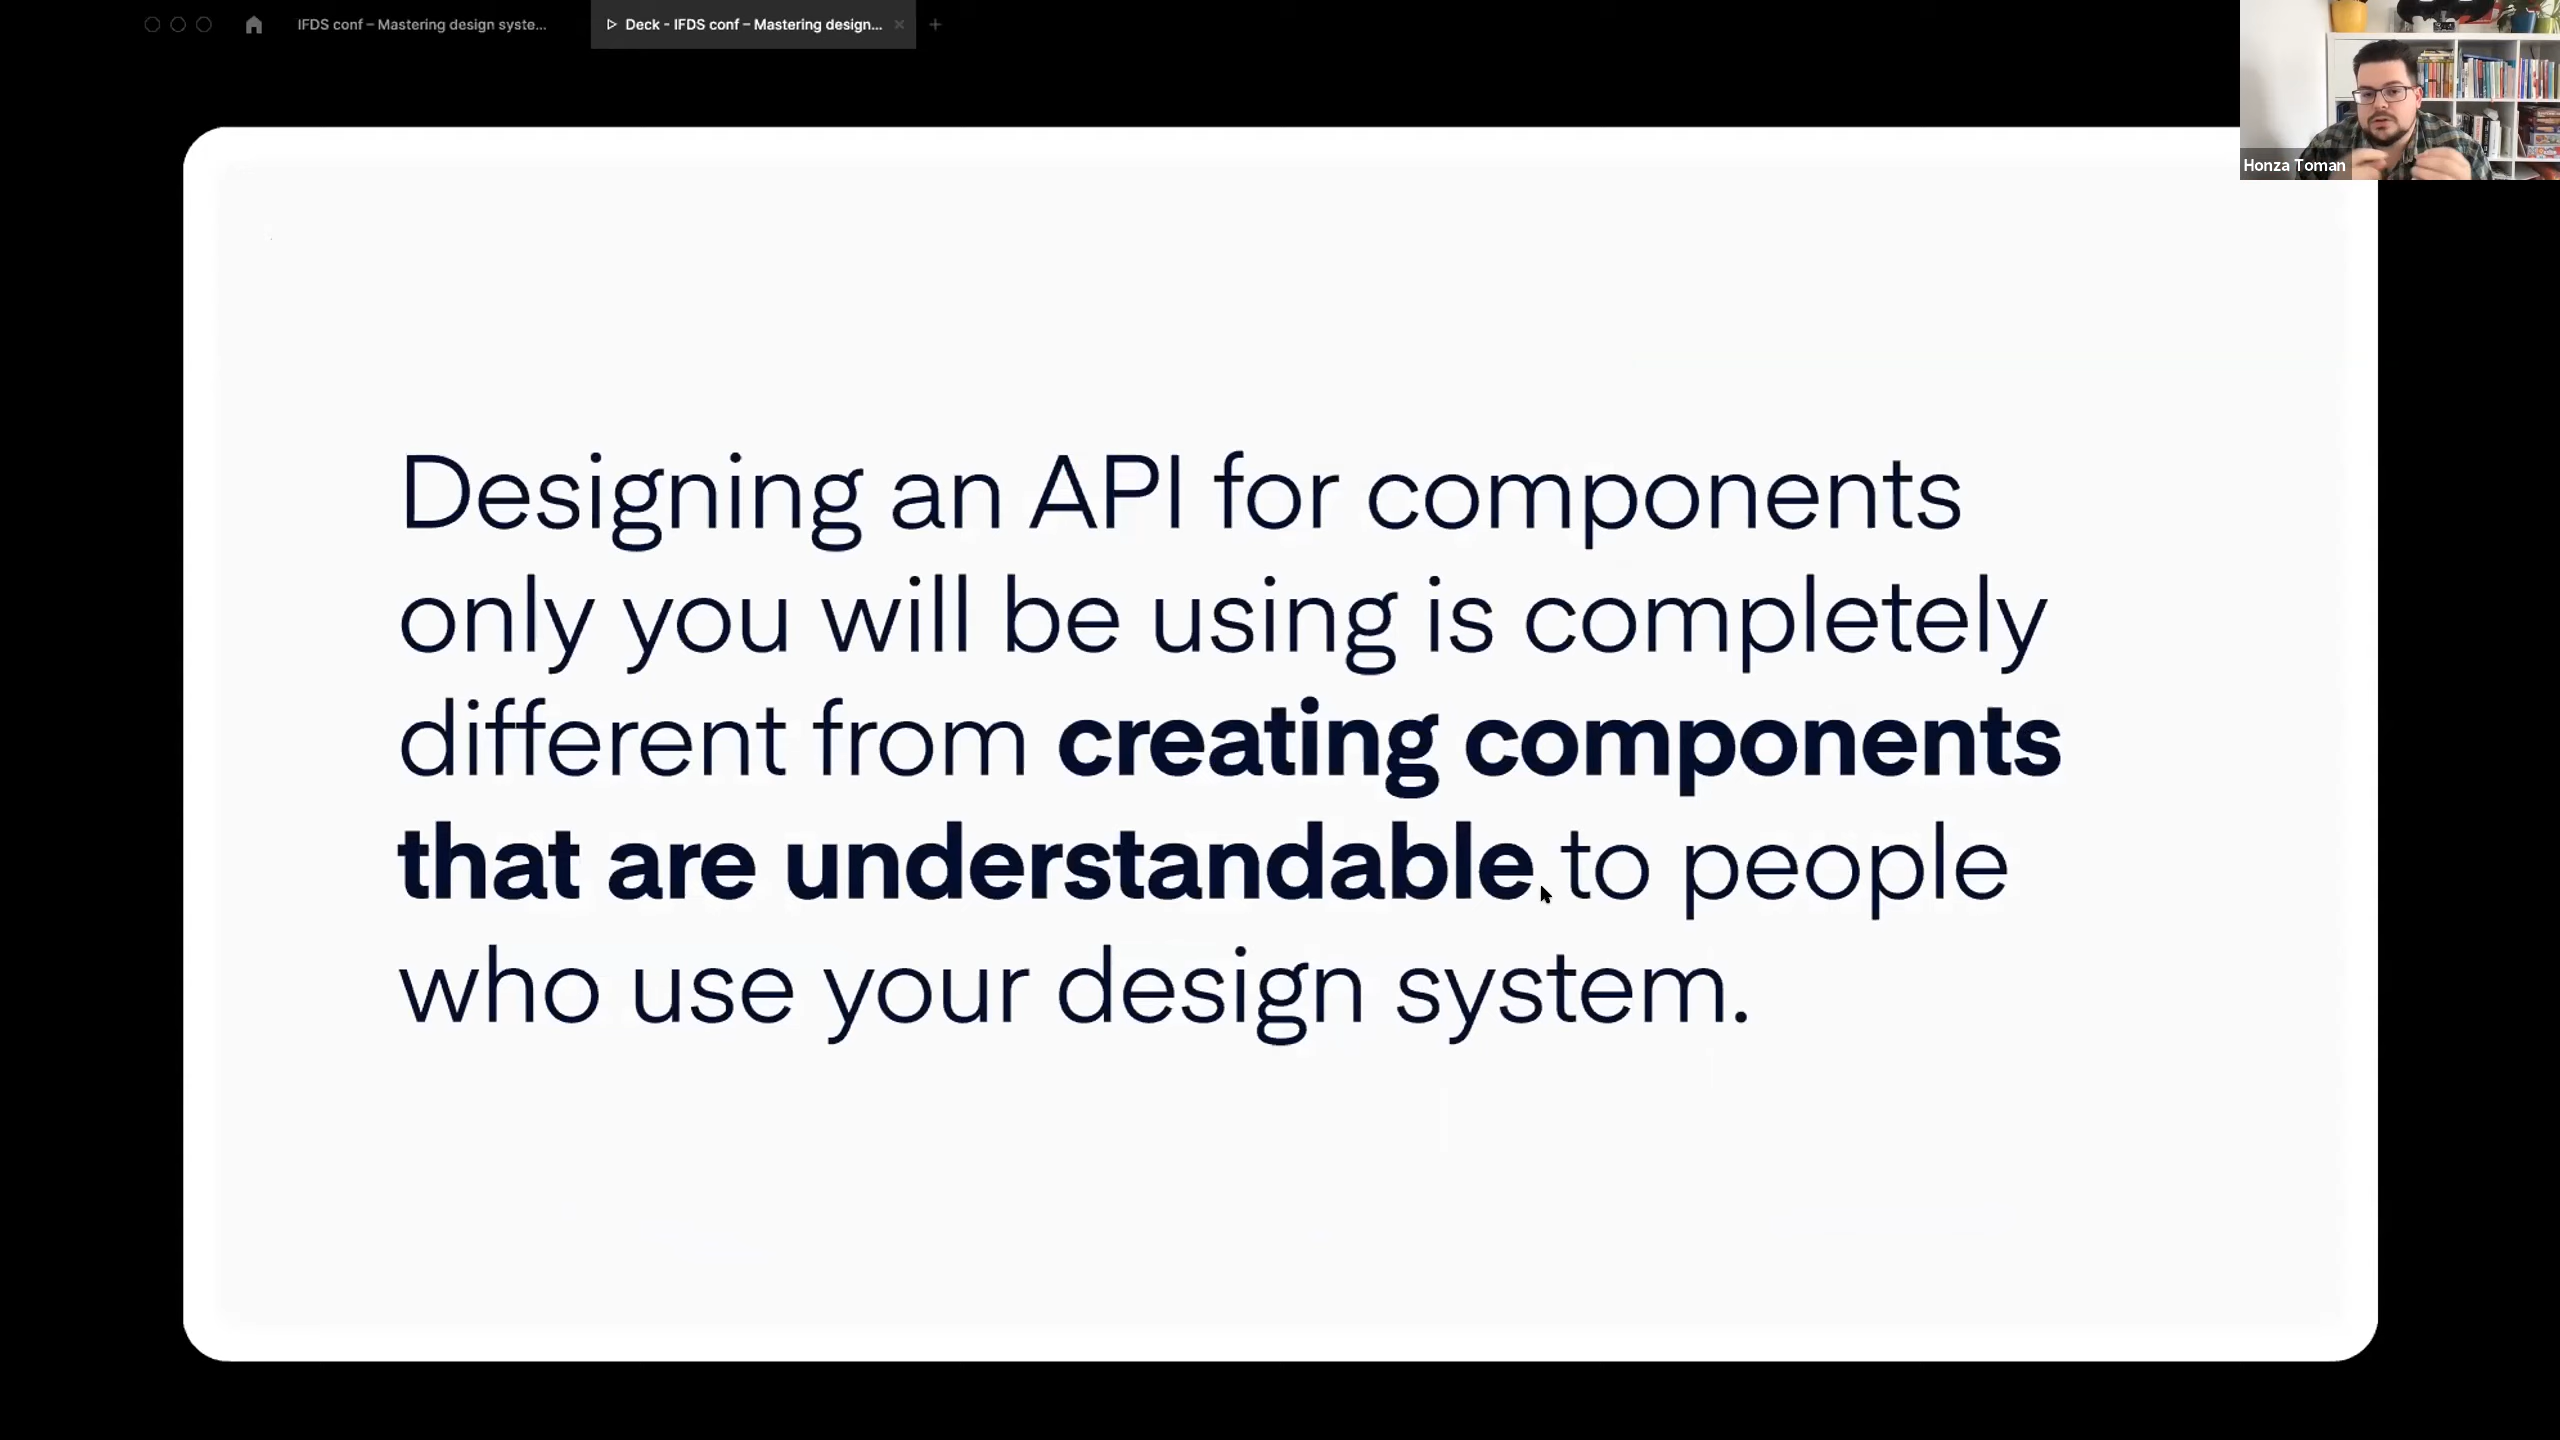 IFDS conf – Mastering design syste...
Deck - IFDS conf – Mastering design...
Honza Toman
Designing an API for components
only you will be using is completely
different from creating components
that are understandable to people
who use your design system.